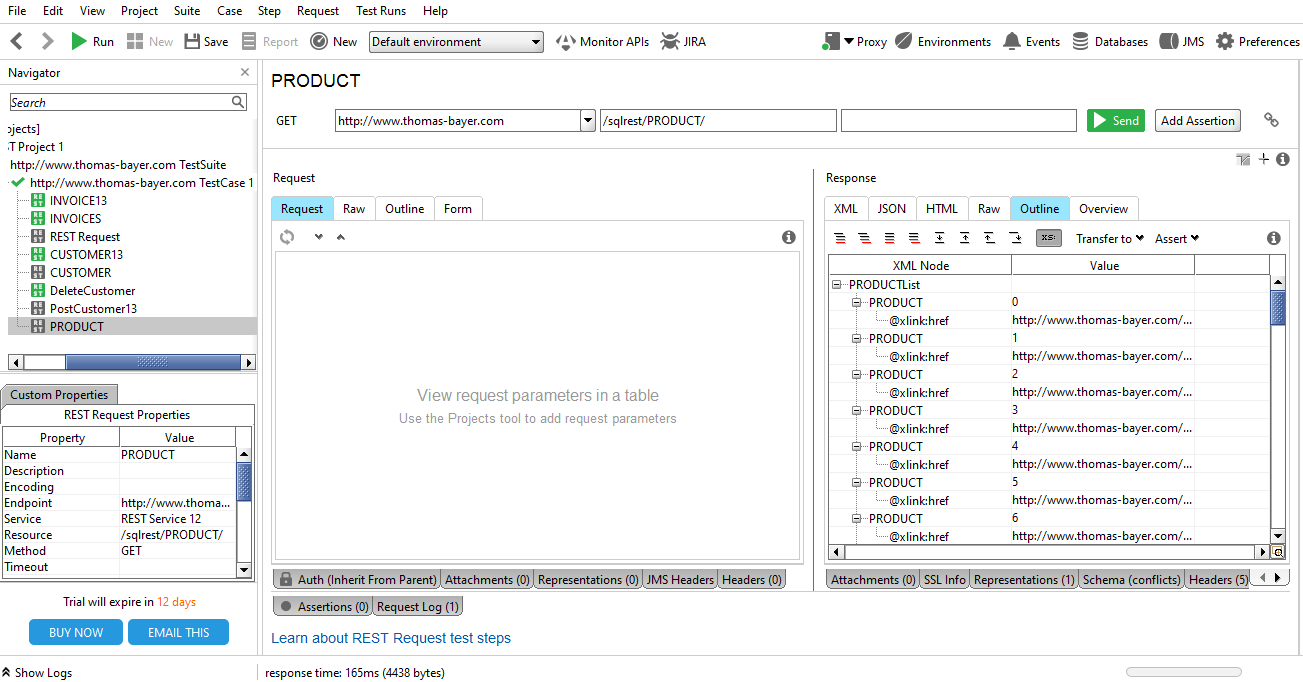 File Edit View Project Suite Case Step Request Test Runs Help
Run New Save Report New Default environment Monitor APIs JIRA Proxy Environments Events Databases JMS Preferences
Navigator
Search
ojects]
T Project 1
http://www.thomas-bayer.com TestSuite
http://www.thomas-bayer.com TestCase 1
INVOICE13
INVOICES
REST Request
CUSTOMER13
CUSTOMER
DeleteCustomer
PostCustomer13
PRODUCT
Custom Properties
REST Request Properties
Property Value
Name PRODUCT
Description
Encoding
Endpoint http://www.thoma...
Service REST Service 12
Resource /sqlrest/PRODUCT/
Method GET
Timeout
Trial will expire in 12 days
BUY NOW EMAIL THIS
PRODUCT
GET http://www.thomas-bayer.com /sqlrest/PRODUCT/ Send Add Assertion
Request
Request Raw Outline Form
View request parameters in a table
Use the Projects tool to add request parameters
Auth (Inherit From Parent) Attachments (0) Representations (0) JMS Headers Headers (0)
Response
XML JSON HTML Raw Outline Overview
XS: Transfer to Assert
XML Node Value
PRODUCTList
PRODUCT 0
@xlink:href http://www.thomas-bayer.com/...
PRODUCT 1
@xlink:href http://www.thomas-bayer.com/...
PRODUCT 2
@xlink:href http://www.thomas-bayer.com/...
PRODUCT 3
@xlink:href http://www.thomas-bayer.com/...
PRODUCT 4
@xlink:href http://www.thomas-bayer.com/...
PRODUCT 5
@xlink:href http://www.thomas-bayer.com/...
PRODUCT 6
@xlink:href http://www.thomas-bayer.com/...
Attachments (0) SSL Info Representations (1) Schema (conflicts) Headers (5)
Assertions (0) Request Log (1)
Learn about REST Request test steps
Show Logs response time: 165ms (4438 bytes)